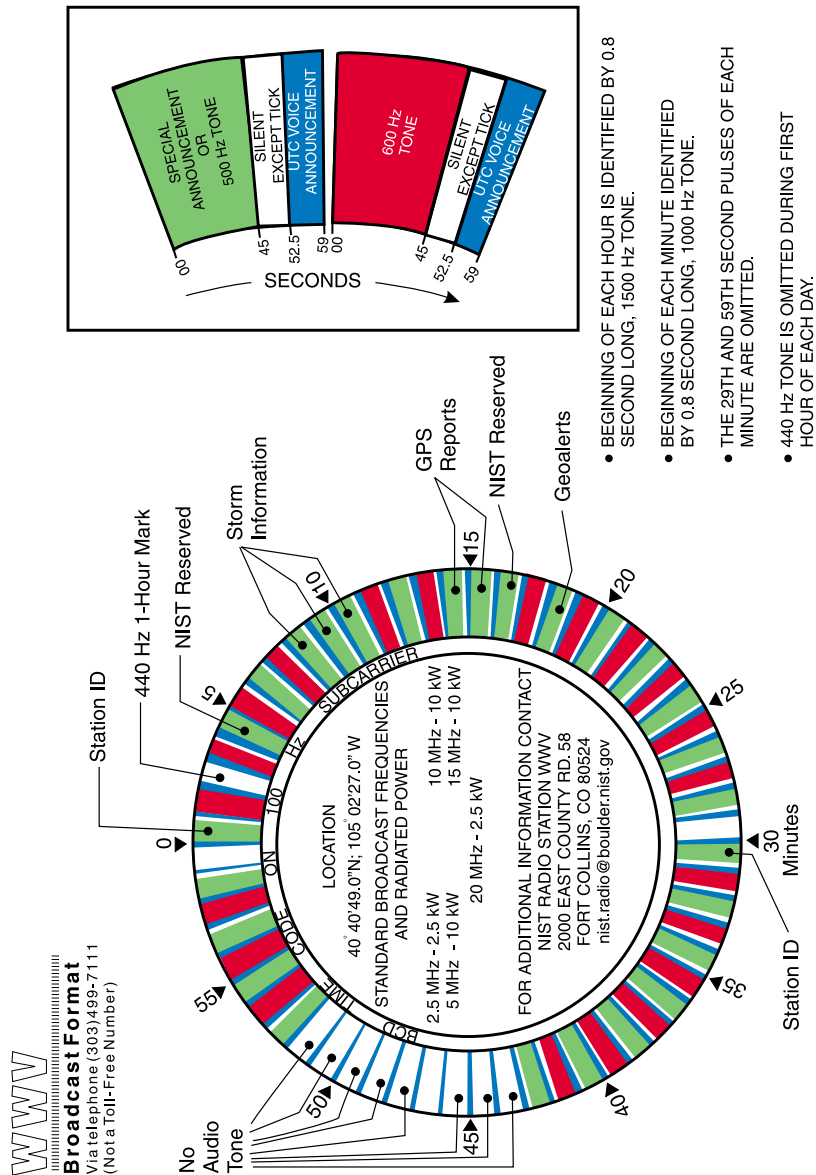 WWV
Broadcast Format
Via telephone (303)499-7111
(Not a Toll-Free Number)
No
Audio
Tone
Station ID
440 Hz 1-Hour Mark
NIST Reserved
Storm
Information
GPS
Reports
NIST Reserved
Geoalerts
Station ID
0
5
10
15
20
25
30
Minutes
35
40
45
50
55
BCD TIME CODE ON 100 Hz SUBCARRIER
LOCATION
40° 40'49.0"N; 105° 02'27.0" W
STANDARD BROADCAST FREQUENCIES
AND RADIATED POWER
2.5 MHz - 2.5 kW 10 MHz - 10 kW
5 MHz - 10 kW 15 MHz - 10 kW
20 MHz - 2.5 kW
FOR ADDITIONAL INFORMATION CONTACT
NIST RADIO STATION WWV
2000 EAST COUNTY RD. 58
FORT COLLINS, CO 80524
nist.radio@boulder.nist.gov
SPECIAL
ANNOUNCEMENT
OR
500 Hz TONE
SILENT
EXCEPT TICK
UTC VOICE
ANNOUNCEMENT
600 Hz
TONE
SILENT
EXCEPT TICK
UTC VOICE
ANNOUNCEMENT
00
45
52.5
59
00
45
52.5
59
SECONDS
• BEGINNING OF EACH HOUR IS IDENTIFIED BY 0.8
SECOND LONG, 1500 Hz TONE.
• BEGINNING OF EACH MINUTE IDENTIFIED
BY 0.8 SECOND LONG, 1000 Hz TONE.
• THE 29TH AND 59TH SECOND PULSES OF EACH
MINUTE ARE OMITTED.
• 440 Hz TONE IS OMITTED DURING FIRST
HOUR OF EACH DAY.